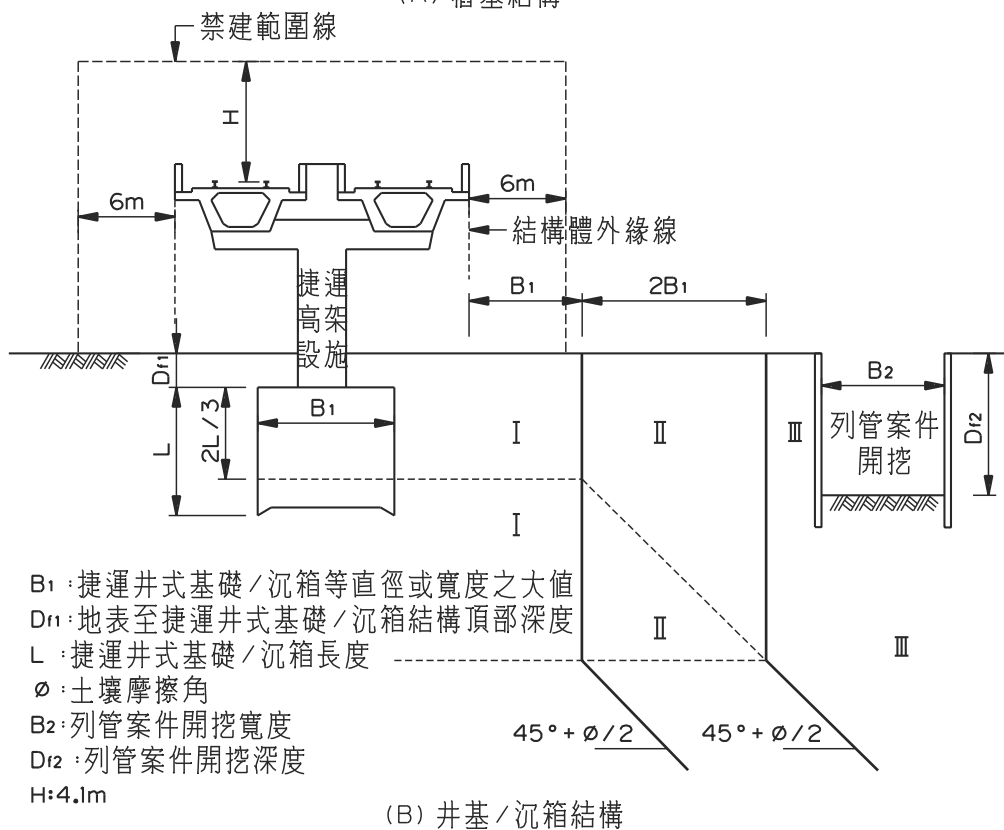 (A) 樁基結構
禁建範圍線
H
6m
6m
結構體外緣線
捷運
高架
設施
B1
2B1
Df1
B1
2L/3
L
I
II
III
B2
列管案件
開挖
Df2
I
II
III
B1:捷運井式基礎/沉箱等直徑或寬度之大值
Df1:地表至捷運井式基礎/沉箱結構頂部深度
L:捷運井式基礎/沉箱長度
Ø:土壤摩擦角
B2:列管案件開挖寬度
Df2:列管案件開挖深度
H:4.1m
45°+Ø/2
45°+Ø/2
(B) 井基/沉箱結構